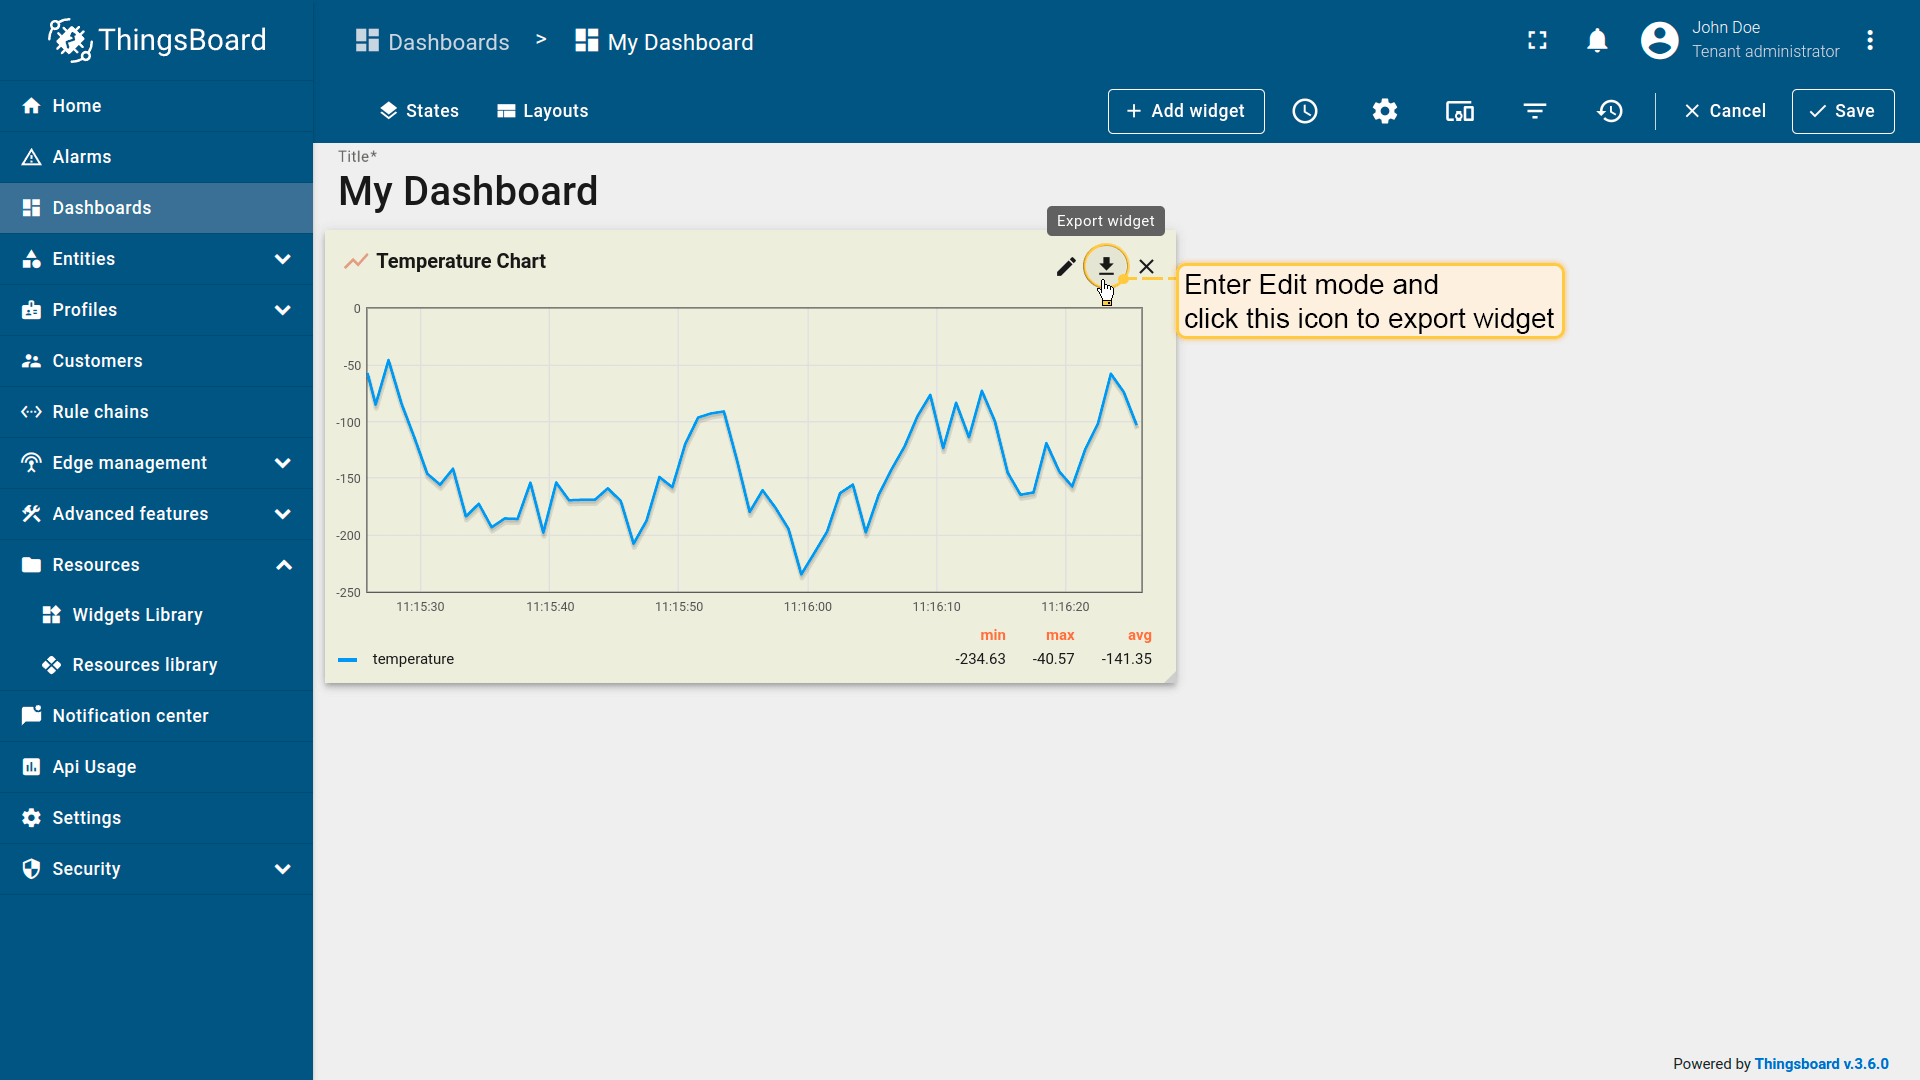 ThingsBoard
Dashboards > My Dashboard
John Doe
Tenant administrator
States Layouts
+ Add widget
Cancel
Save
Home
Alarms
Dashboards
Entities
Profiles
Customers
Rule chains
Edge management
Advanced features
Resources
Widgets Library
Resources library
Notification center
Api Usage
Settings
Security
Title*
My Dashboard
Export widget
Temperature Chart
Enter Edit mode and
click this icon to export widget
0
-50
-100
-150
-200
-250
11:15:30 11:15:40 11:15:50 11:16:00 11:16:10 11:16:20
min max avg
temperature -234.63 -40.57 -141.35
Powered by Thingsboard v.3.6.0